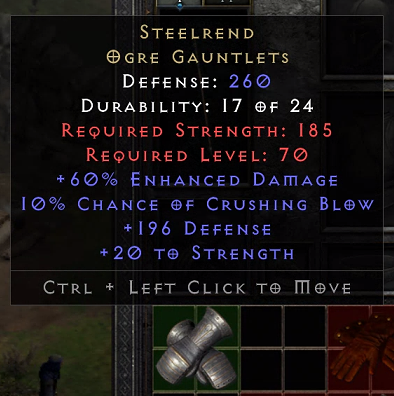 Steelrend
Ogre Gauntlets
Defense: 260
Durability: 17 of 24
Required Strength: 185
Required Level: 70
+60% Enhanced Damage
10% Chance of Crushing Blow
+196 Defense
+20 to Strength
Ctrl + Left Click to Move